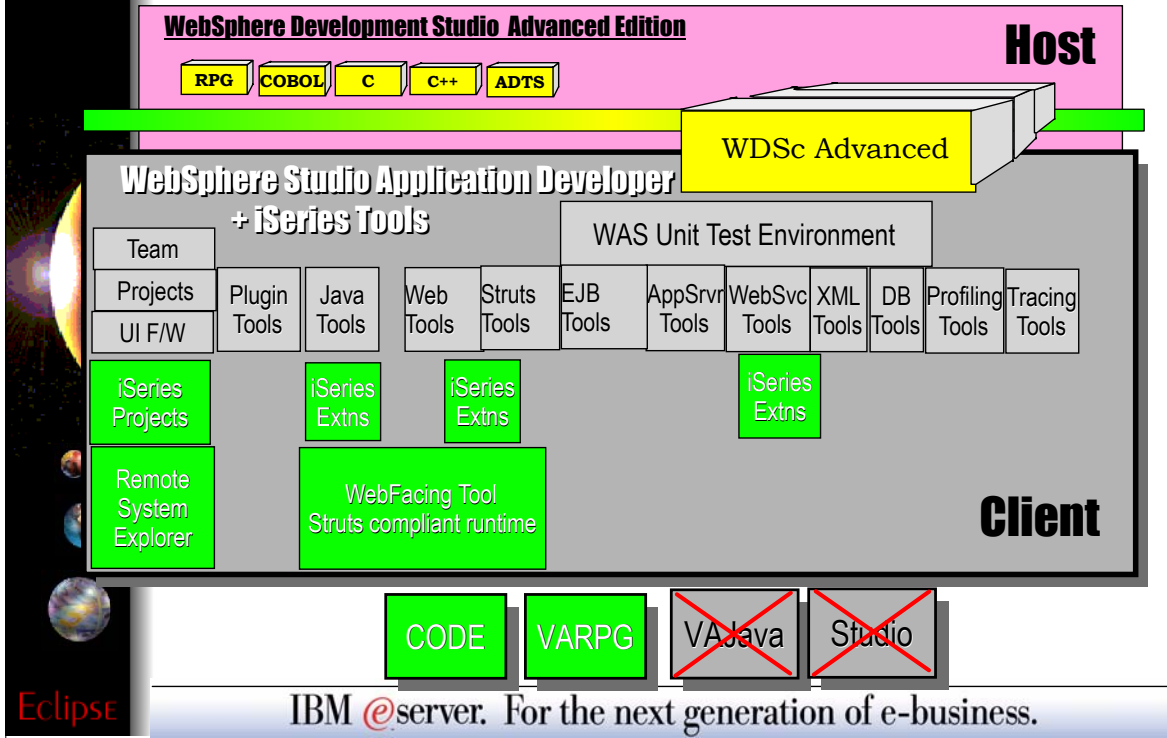 WebSphere Development Studio Advanced Edition
Host
RPG
COBOL
C
C++
ADTS
WDSc Advanced
WebSphere Studio Application Developer
+ iSeries Tools
WAS Unit Test Environment
Team
Projects
UI F/W
Plugin
Tools
Java
Tools
Web
Tools
Struts
Tools
EJB
Tools
AppSrvr
Tools
WebSvc
Tools
XML
Tools
DB
Tools
Profiling
Tools
Tracing
Tools
iSeries
Projects
iSeries
Extns
iSeries
Extns
iSeries
Extns
Remote
System
Explorer
WebFacing Tool
Struts compliant runtime
Client
CODE
VARPG
VAJava
Studio
Eclipse
IBM @server. For the next generation of e-business.